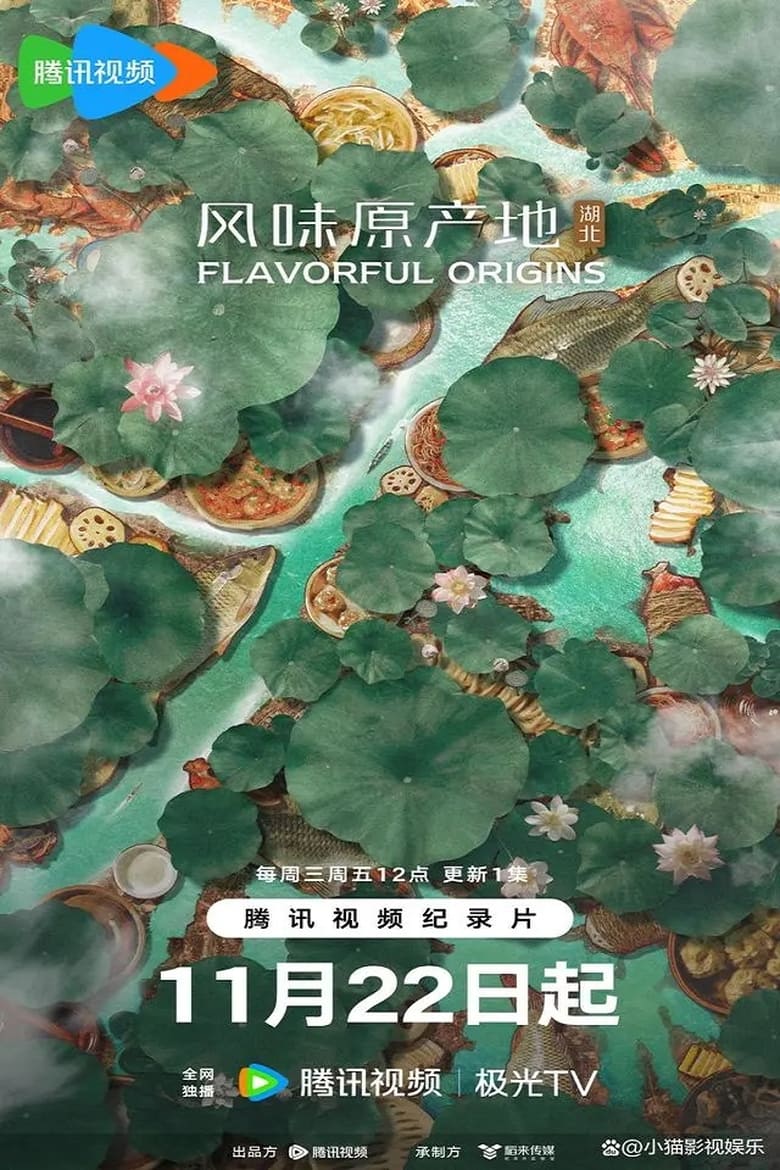 腾讯视频
风味原产地 湖北
FLAVORFUL ORIGINS
每周三周五12点 更新1集
腾讯视频纪录片
11月22日起
全网独播 腾讯视频 | 极光TV
出品方 腾讯视频 承制方 稻来传媒
小猫影视娱乐